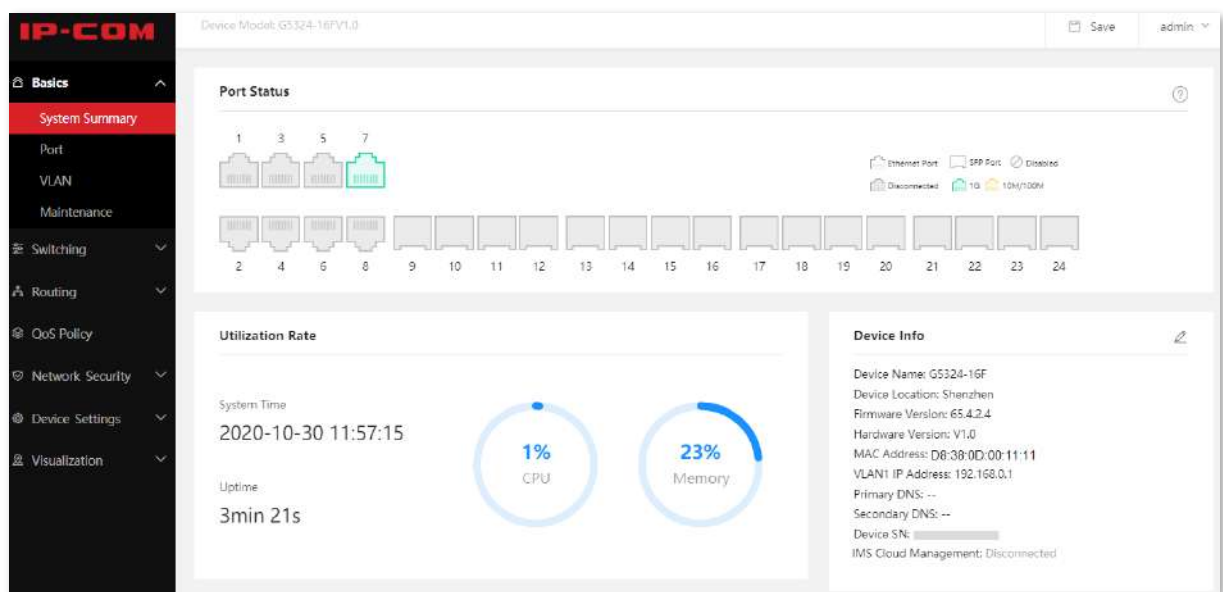 IP-COM
Device Model: G5324-16FV1.0
Save
admin
Basics
System Summary
Port
VLAN
Maintenance
Switching
Routing
QoS Policy
Network Security
Device Settings
Visualization
Port Status
1 3 5 7
Ethernet Port SFP Port Disabled
Disconnected 1G 10M/100M
2 4 6 8 9 10 11 12 13 14 15 16 17 18 19 20 21 22 23 24
Utilization Rate
System Time
2020-10-30 11:57:15
Uptime
3min 21s
1%
CPU
23%
Memory
Device Info
Device Name: G5324-16F
Device Location: Shenzhen
Firmware Version: 65.4.2.4
Hardware Version: V1.0
MAC Address: D8:38:0D:00:11:11
VLAN1 IP Address: 192.168.0.1
Primary DNS: --
Secondary DNS: --
Device SN:
IMS Cloud Management: Disconnected